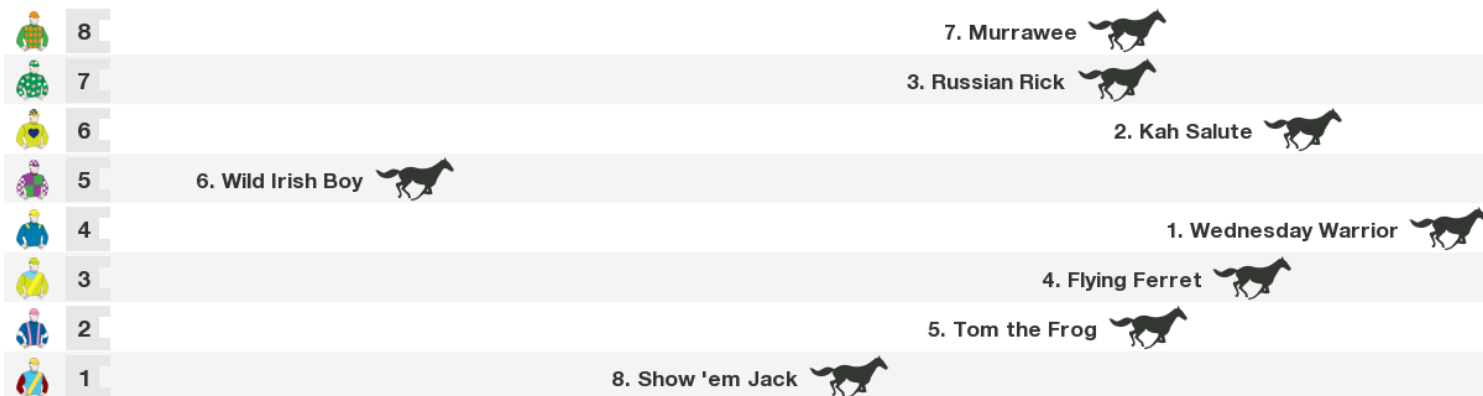 8 7. Murrawee
7 3. Russian Rick
6 2. Kah Salute
5 6. Wild Irish Boy
4 1. Wednesday Warrior
3 4. Flying Ferret
2 5. Tom the Frog
1 8. Show 'em Jack